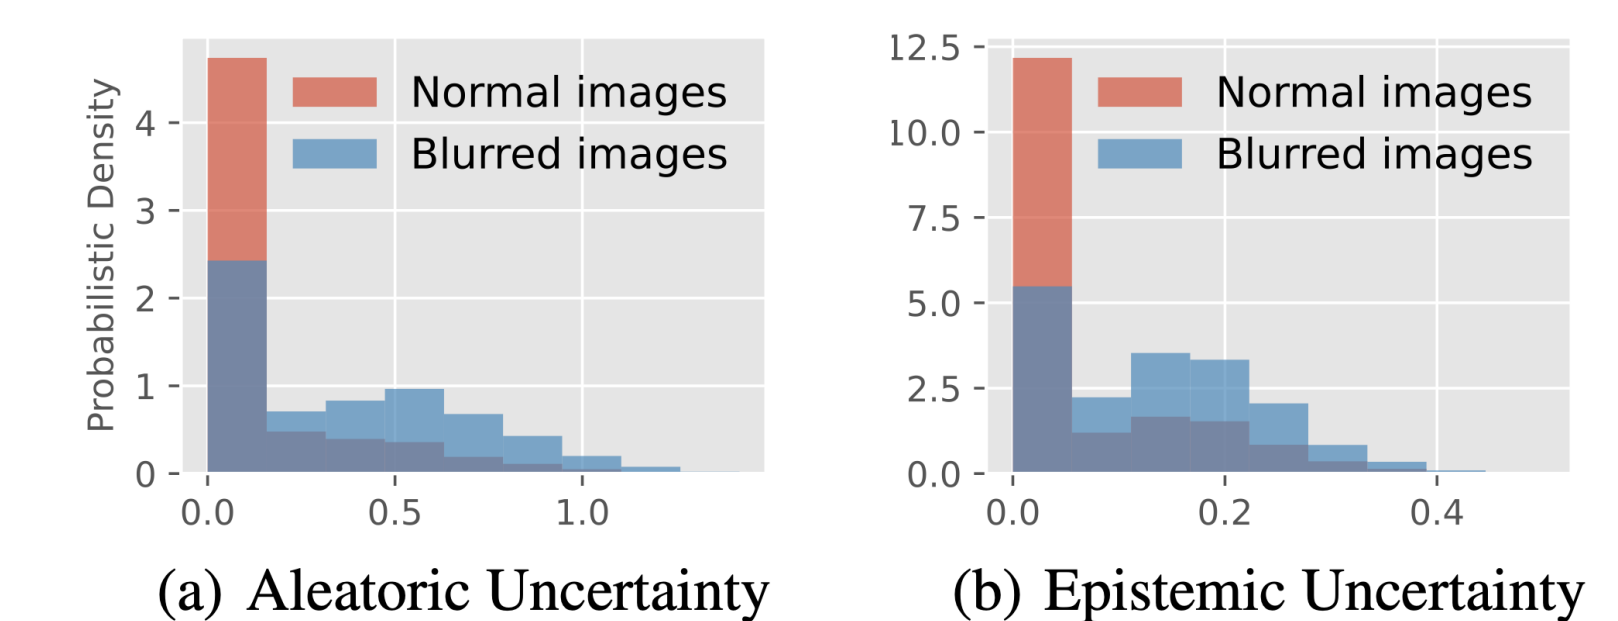 Probabilistic Density
4
3
2
1
0
0.0 0.5 1.0
Normal images
Blurred images
(a) Aleatoric Uncertainty
12.5
10.0
7.5
5.0
2.5
0.0
0.0 0.2 0.4
Normal images
Blurred images
(b) Epistemic Uncertainty